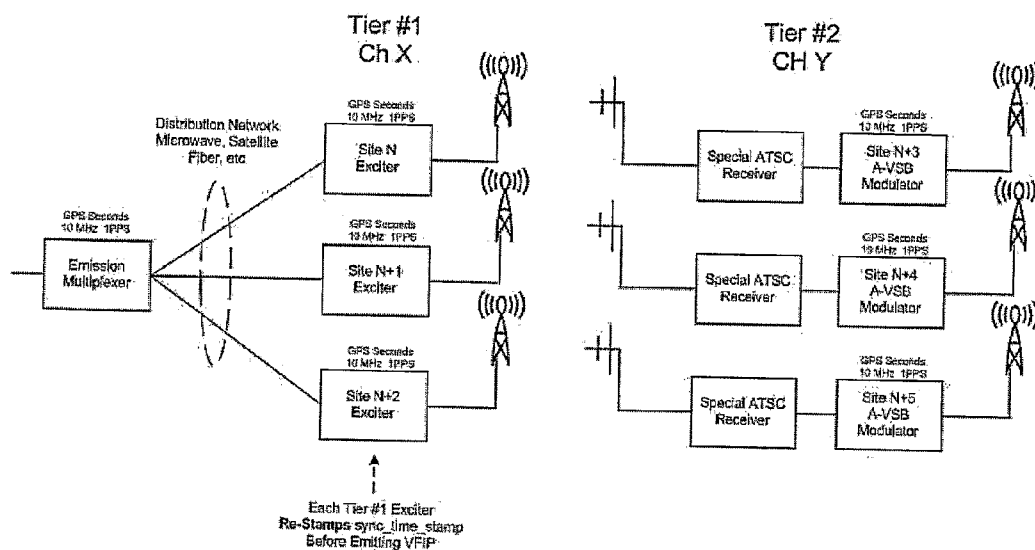 Tier #1
Ch X
Tier #2
CH Y
Distribution Network
Microwave, Satellite
Fiber, etc
GPS Seconds
10 MHz 1PPS
Emission
Multiplexer
GPS Seconds
10 MHz 1PPS
Site N
Exciter
GPS Seconds
10 MHz 1PPS
Site N+1
Exciter
GPS Seconds
10 MHz 1PPS
Site N+2
Exciter
Each Tier #1 Exciter
Re-Stamps sync_time_stamp
Before Emitting VFIP
Special ATSC
Receiver
GPS Seconds
10 MHz 1PPS
Site N+3
A-VSB
Modulator
Special ATSC
Receiver
GPS Seconds
10 MHz 1PPS
Site N+4
A-VSB
Modulator
Special ATSC
Receiver
GPS Seconds
10 MHz 1PPS
Site N+5
A-VSB
Modulator